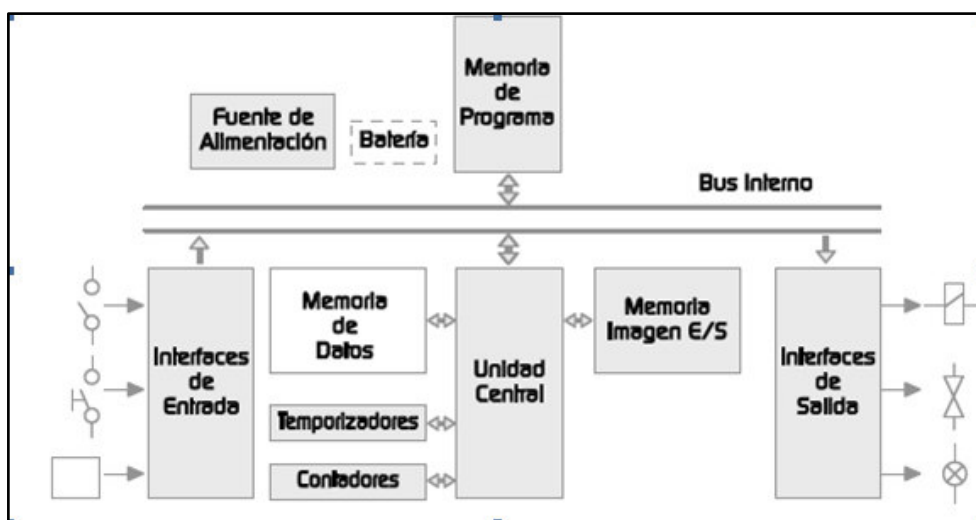 Memoria
de
Programa
Fuente de
Alimentación
Batería
Bus Interno
Interfaces
de
Entrada
Memoria
de
Datos
Temporizadores
Contadores
Unidad
Central
Memoria
Imagen E/S
Interfaces
de
Salida